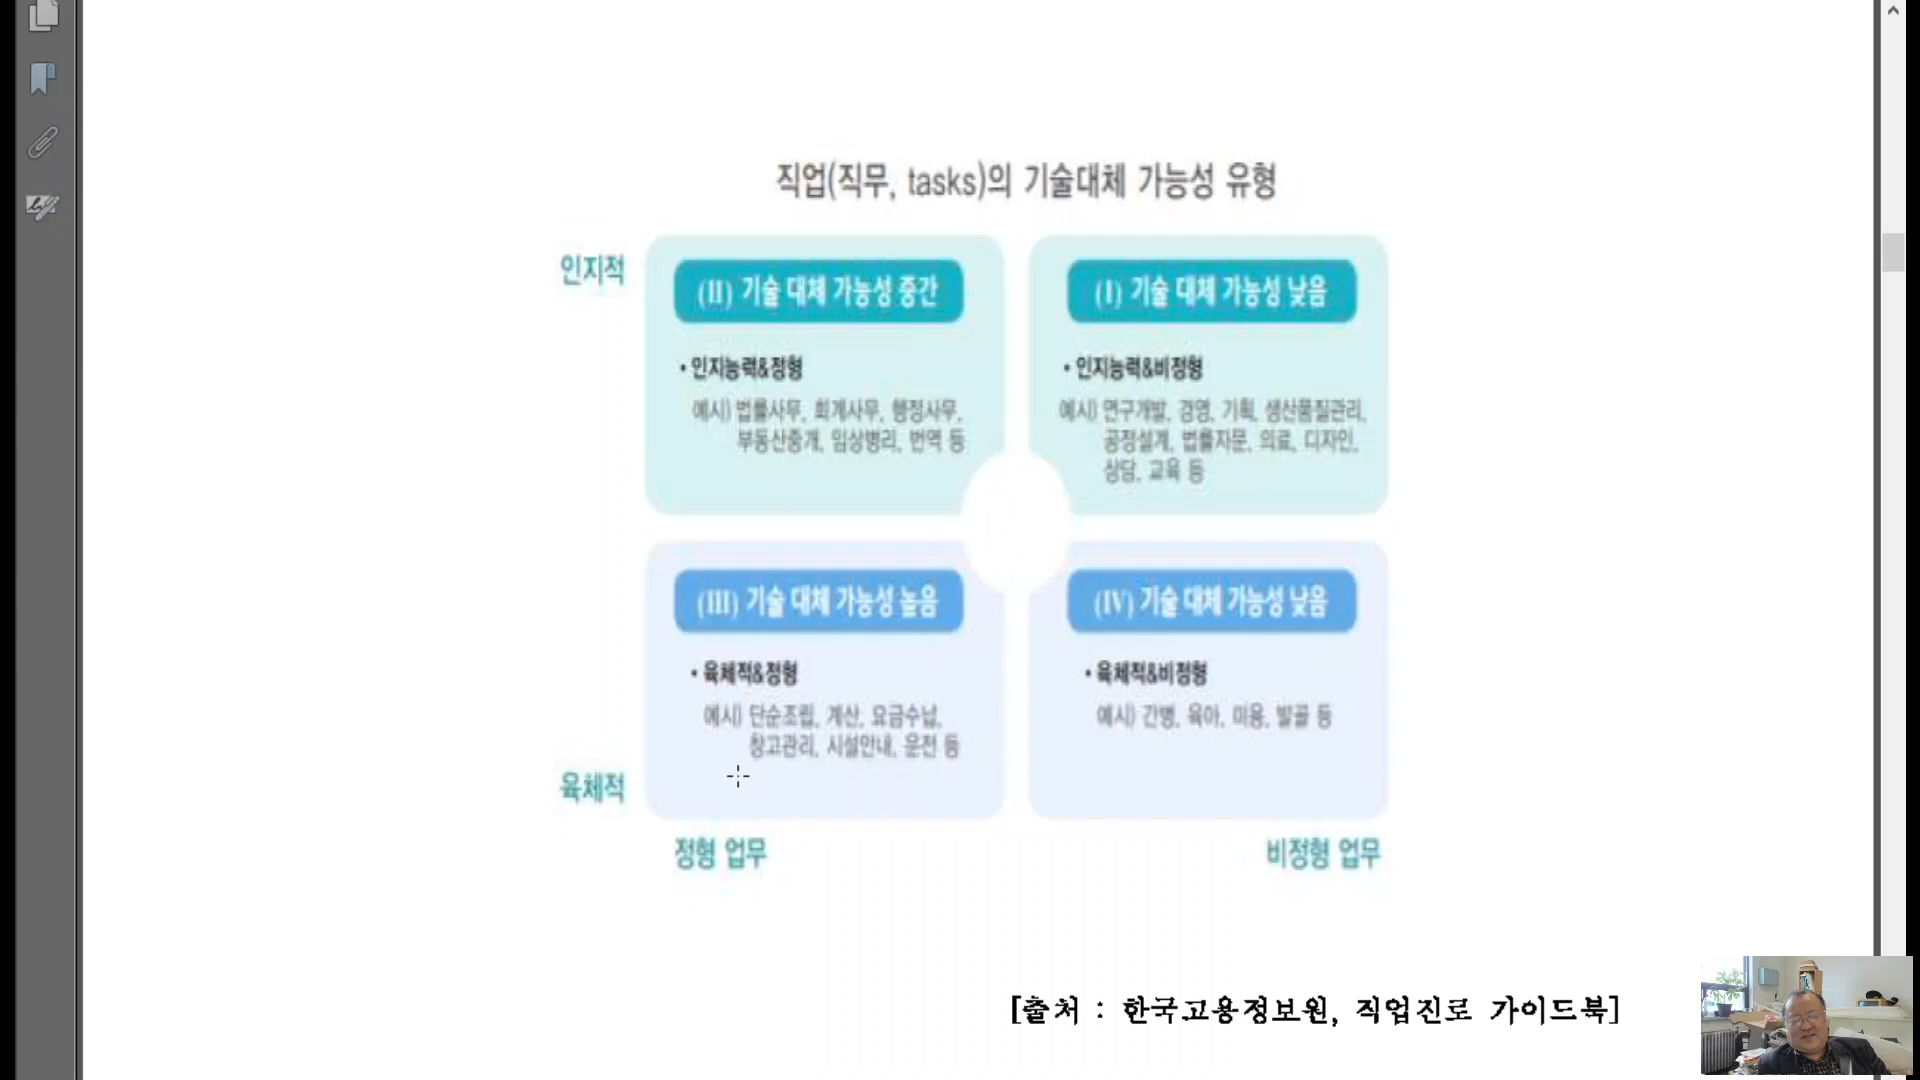 직업(직무, tasks)의 기술대체 가능성 유형
인지적
(II) 기술 대체 가능성 중간
• 인지능력&정형
예시) 법률사무, 회계사무, 행정사무,
부동산중개, 임상병리, 번역 등
(I) 기술 대체 가능성 낮음
• 인지능력&비정형
예시) 연구개발, 경영, 기획, 생산품질관리,
공정설계, 법률자문, 의료, 디자인,
상담, 교육 등
(III) 기술 대체 가능성 높음
• 육체적&정형
예시) 단순조립, 계산, 요금수납,
창고관리, 시설안내, 운전 등
(IV) 기술 대체 가능성 낮음
• 육체적&비정형
예시) 간병, 육아, 미용, 발골 등
육체적
정형 업무
비정형 업무
[출처 : 한국고용정보원, 직업진로 가이드북]